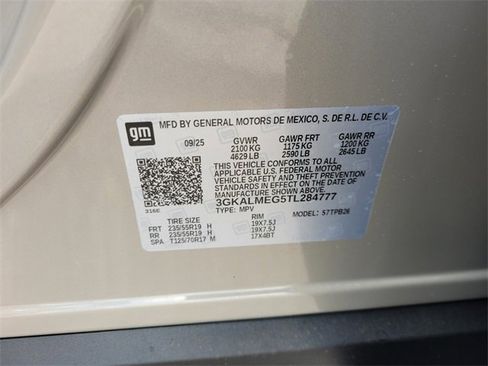 gm MFD BY GENERAL MOTORS DE MEXICO, S. DE R.L. DE C.V.
09/25 GVWR GAWR FRT GAWR RR
2100 KG 1175 KG 1200 KG
4629 LB 2590 LB 2645 LB
THIS VEHICLE CONFORMS TO ALL
APPLICABLE U.S. FEDERAL MOTOR
VEHICLE SAFETY STANDARDS IN
EFFECT ON THE DATE OF
MANUFACTURE SHOWN ABOVE.
3GKALMEG5TL284777
316E TYPE: MPV
TIRE SIZE RIM MODEL: 57TPB26
FRT 235/55R19 H 19X7.5J
RR 235/55R19 H 19X7.5J
SPA T125/70R17 M 17X4BT